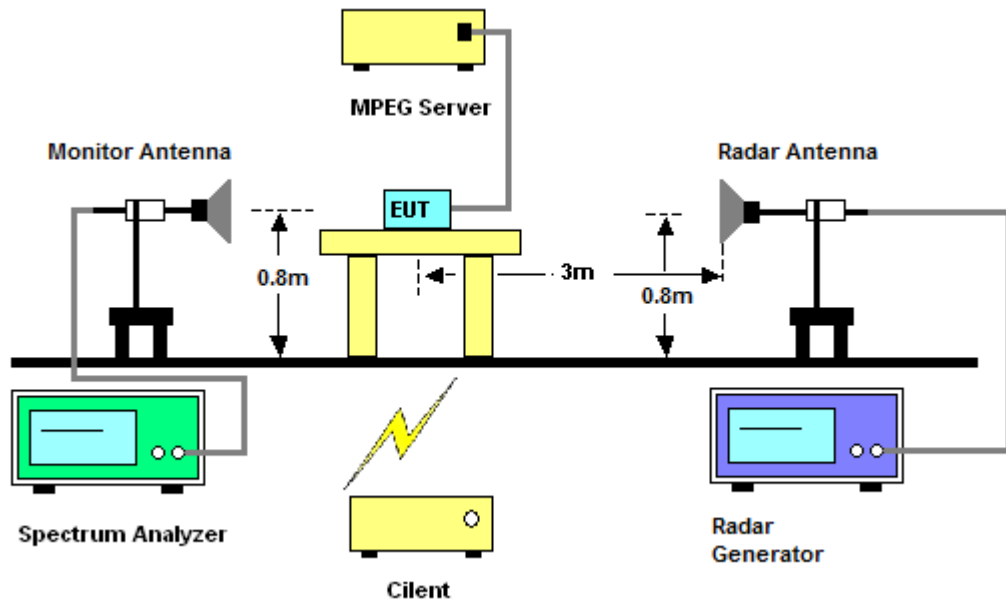 MPEG Server
Monitor Antenna
Radar Antenna
EUT
0.8m
3m
0.8m
Spectrum Analyzer
Radar
Generator
Cilent